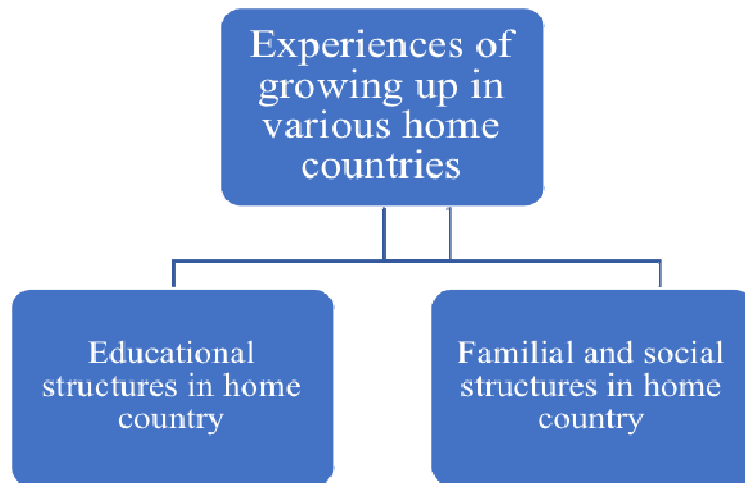 Experiences of
growing up in
various home
countries
Educational
structures in home
country
Familial and social
structures in home
country